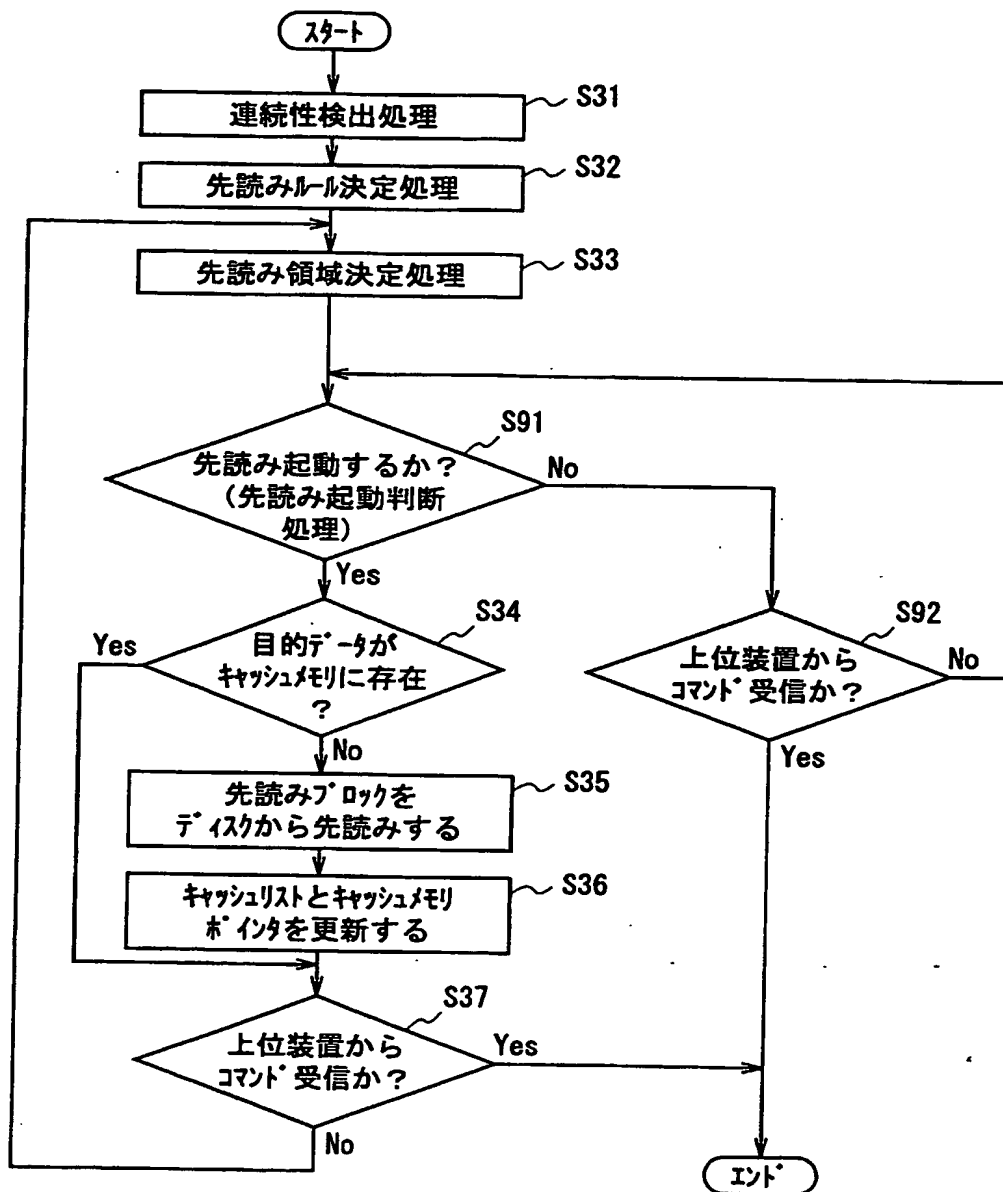 スタート
連続性検出処理
S31
先読みルール決定処理
S32
先読み領域決定処理
S33
S91
先読み起動するか？
（先読み起動判断
処理）
No
Yes
S34
目的データが
キャッシュメモリに存在
？
Yes
No
S92
上位装置から
コマンド受信か？
No
Yes
先読みブロックを
ディスクから先読みする
S35
キャッシュリストとキャッシュメモリ
ポインタを更新する
S36
S37
上位装置から
コマンド受信か？
Yes
No
エンド